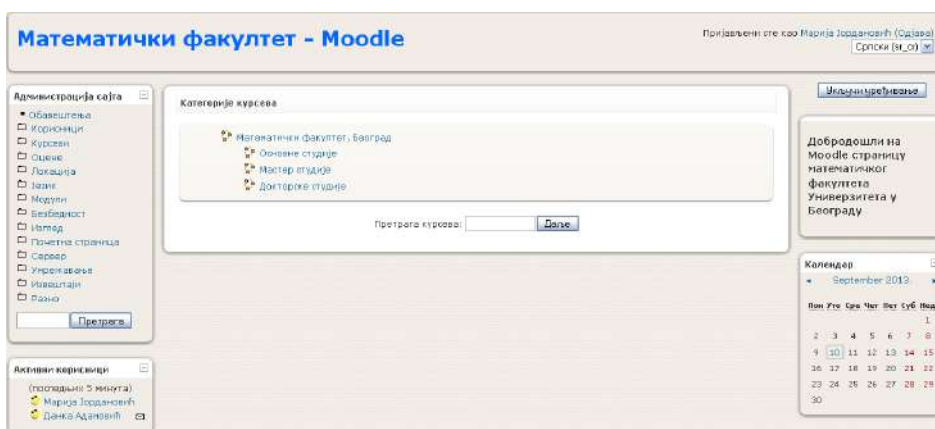 Математички факултет - Moodle
Пријављени сте као Марија Јордановић (Одјава)
Српски (sr_cr)
Администрација сајта
Обавештења
Корисници
Курсеви
Оцене
Локација
Језик
Модули
Безбедност
Изглед
Почетна страница
Сервер
Умрежавање
Извештаји
Разно
Претрага
Активни корисници
(последњих 5 минута)
Марија Јордановић
Данка Адамовић
Категорије курсева
Математички факултет, Београд
Основне студије
Мастер студије
Докторске студије
Претрага курсева:
Даље
Укључи уређивање
Добродошли на
Moodle страницу
математичког
факултета
Универзитета у
Београду
Календар
September 2013
Пон Уто Сре Чет Пет Суб Нед
1
2 3 4 5 6 7 8
9 10 11 12 13 14 15
16 17 18 19 20 21 22
23 24 25 26 27 28 29
30